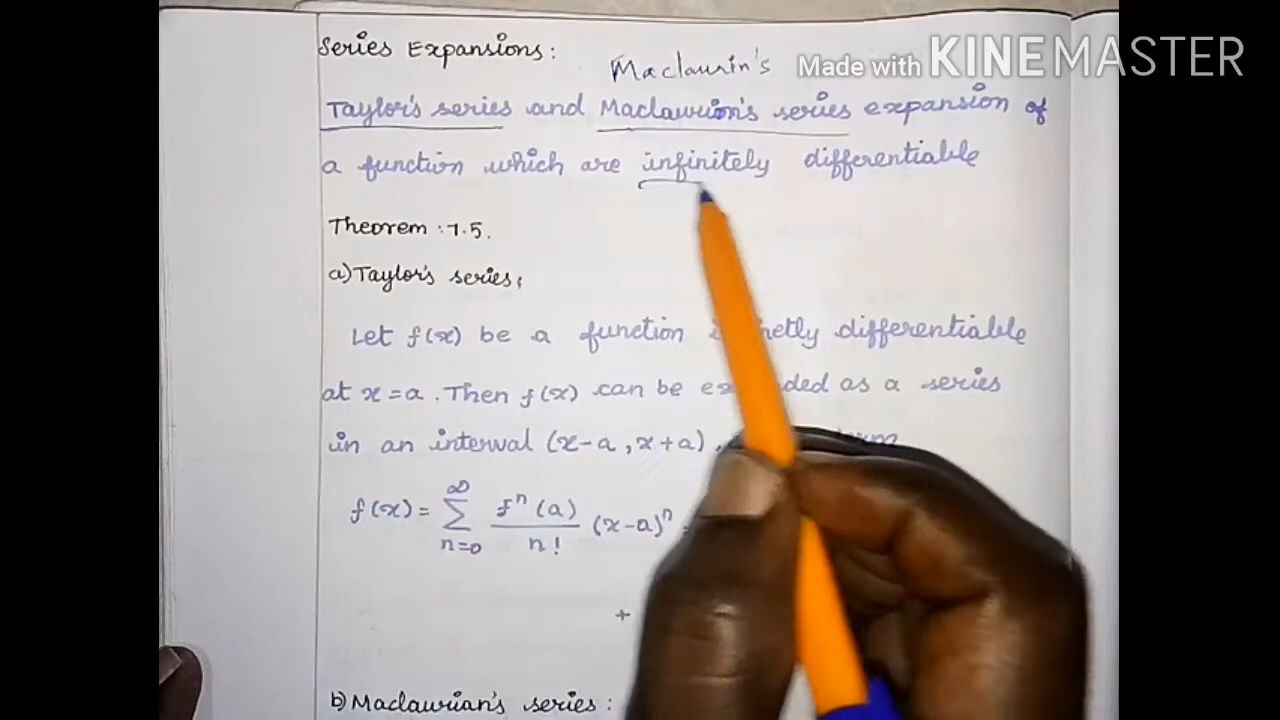 Series Expansions:
Maclaurin's
Made with KINEMASTER
Taylor's series and Maclaurion's series expansion of
a function which are infinitely differentiable
Theorem : 7.5.
a) Taylor's series:
Let f(x) be a function differentiable
at x = a. Then f(x) can be as a series
in an interval (x-a, x+a),
f(x) = ∑ n=0 ∞ fⁿ(a) / n! (x-a)ⁿ
+
b) Maclaurian's series: